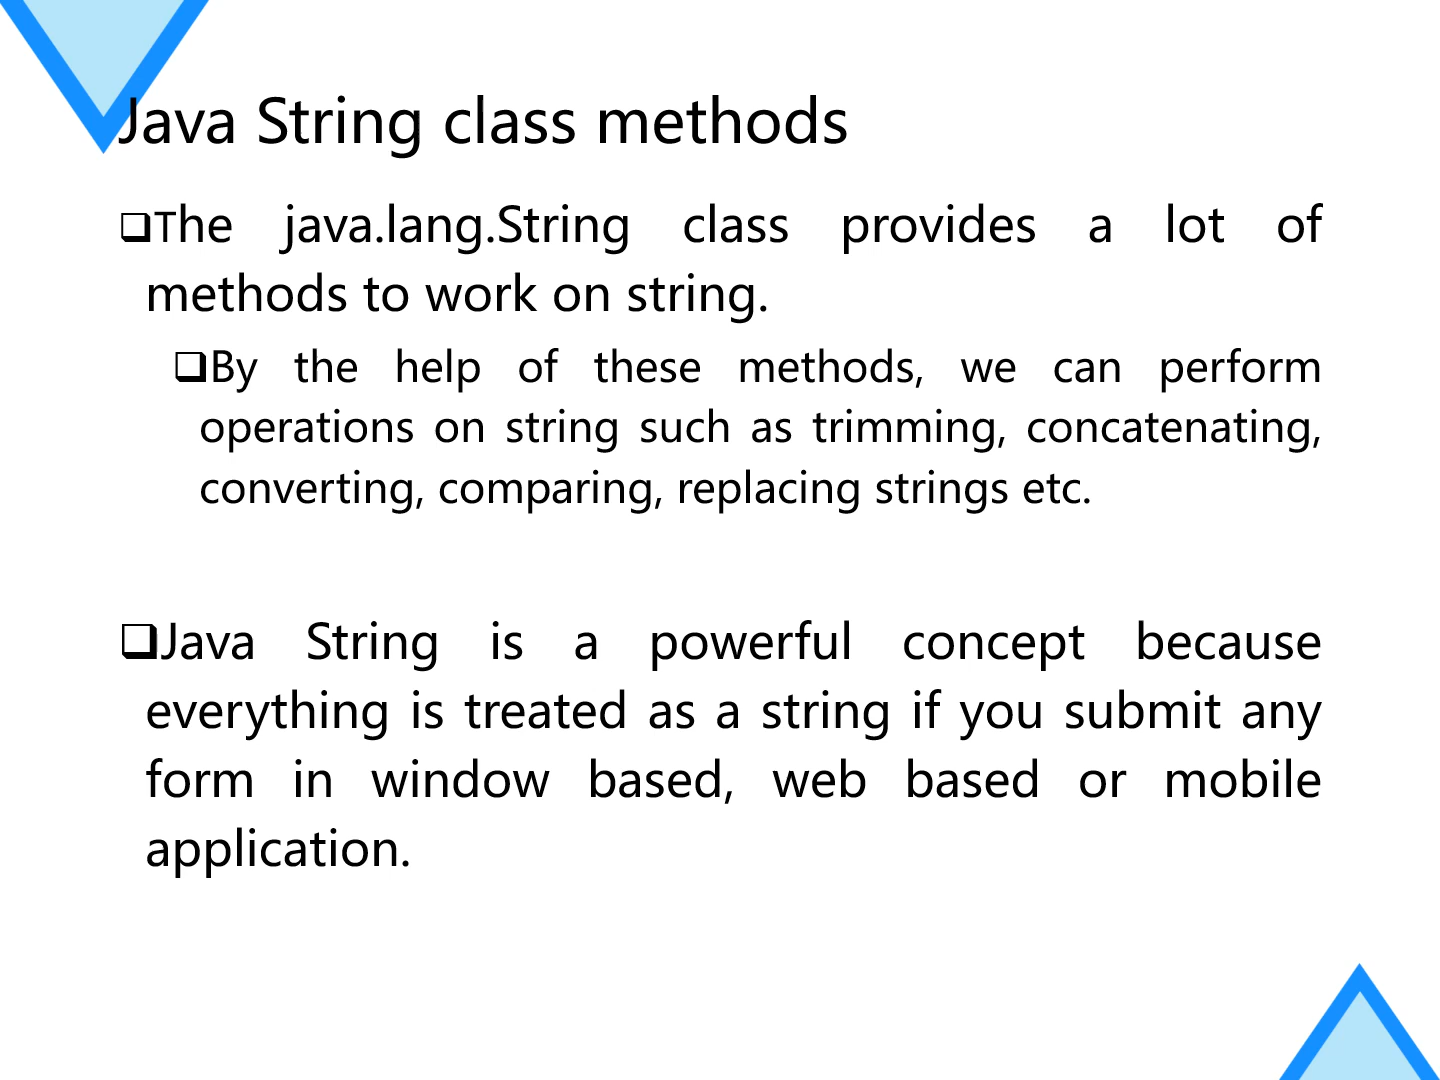 Java String class methods
❑The java.lang.String class provides a lot of
methods to work on string.
❑By the help of these methods, we can perform
operations on string such as trimming, concatenating,
converting, comparing, replacing strings etc.
❑Java String is a powerful concept because
everything is treated as a string if you submit any
form in window based, web based or mobile
application.